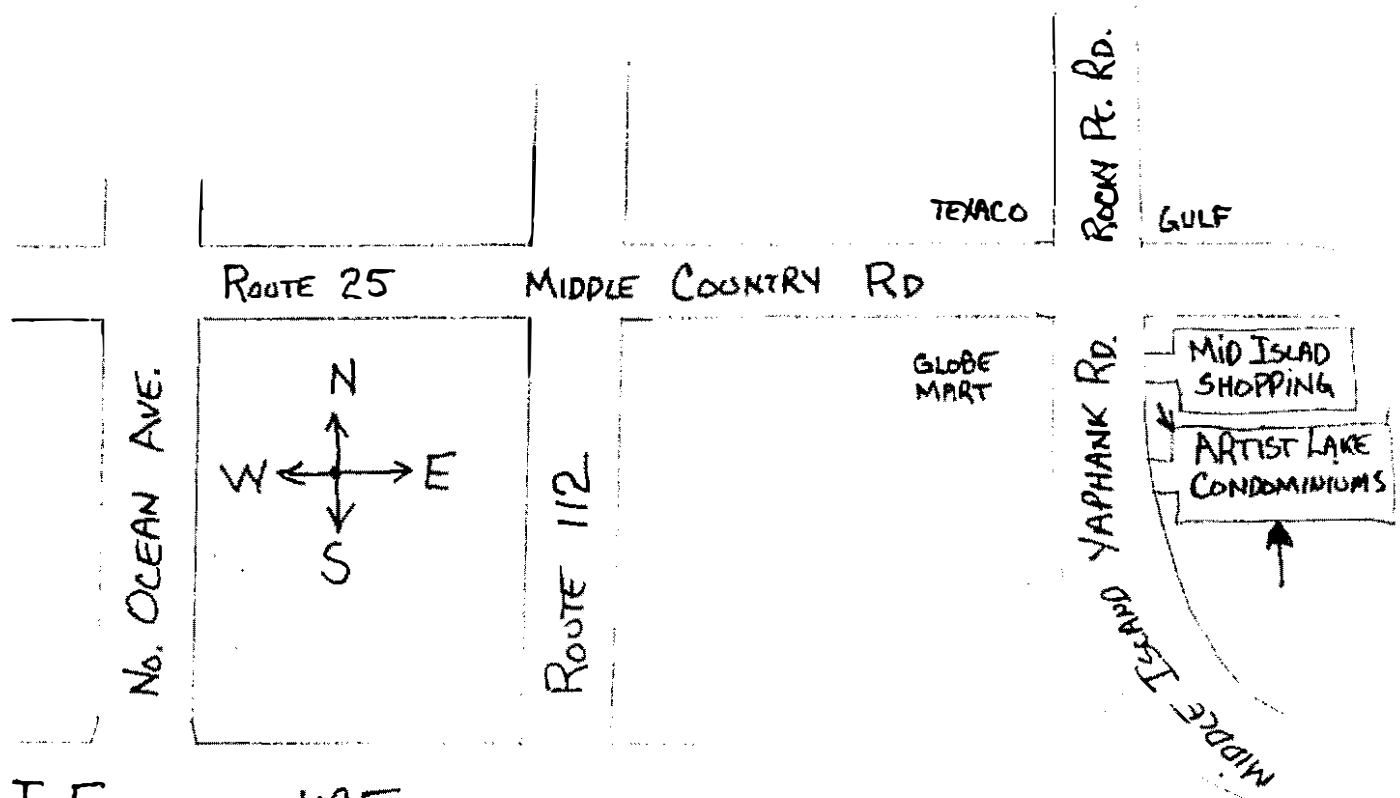 ROCKY Pt. RD.
TEXACO
GULF
ROUTE 25 MIDDLE COUNTRY RD
No. OCEAN AVE.
N
W E
S
ROUTE 112
GLOBE
MART
MIDDLE ISLAND YAPHANK RD.
MID ISLAD
SHOPPING
ARTIST LAKE
CONDOMINIUMS